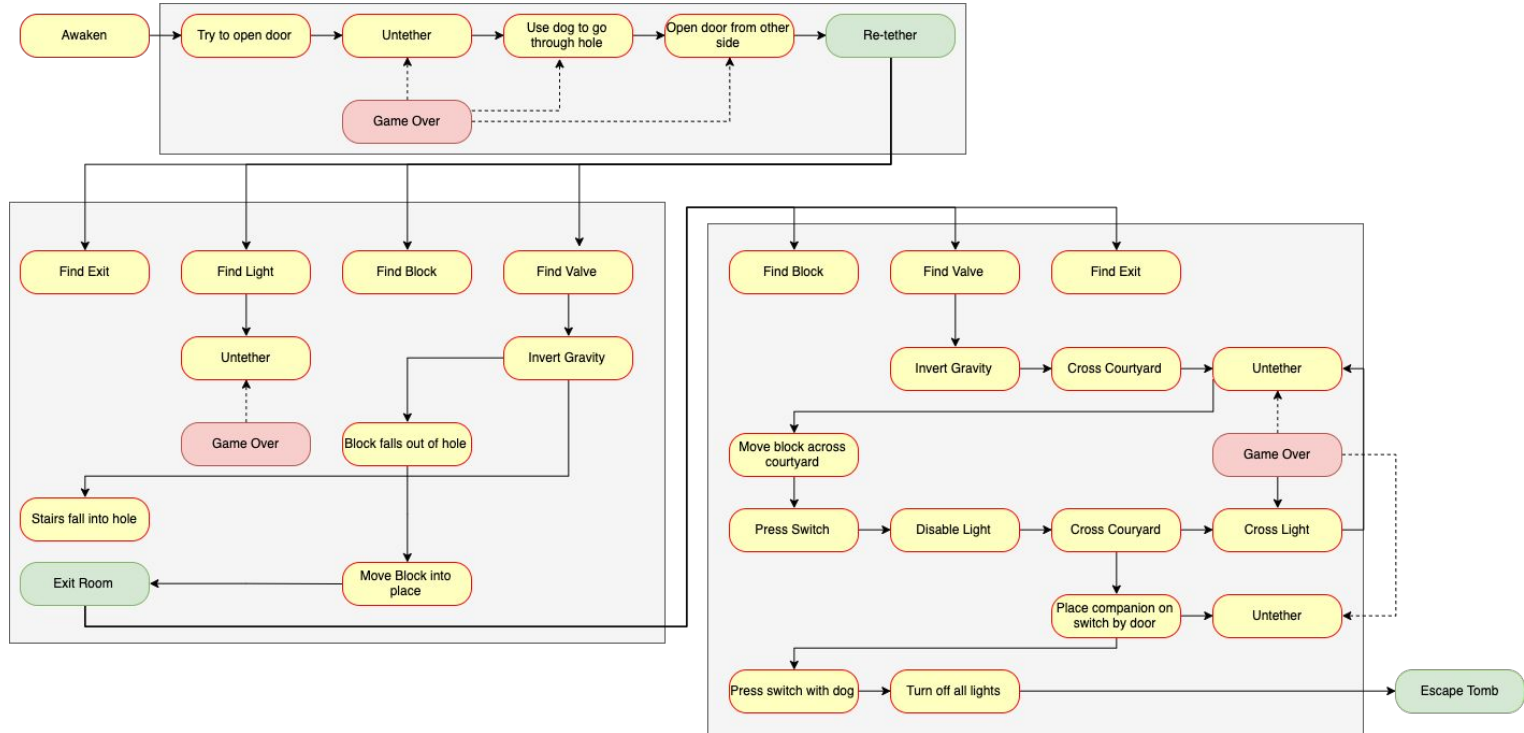 Awaken
Try to open door
Untether
Use dog to go
through hole
Open door from other
side
Re-tether
Game Over
Find Exit
Find Light
Find Block
Find Valve
Untether
Invert Gravity
Game Over
Block falls out of hole
Stairs fall into hole
Exit Room
Move Block into
place
Find Block
Find Valve
Find Exit
Invert Gravity
Cross Courtyard
Untether
Move block across
courtyard
Game Over
Press Switch
Disable Light
Cross Couryard
Cross Light
Place companion on
switch by door
Untether
Press switch with dog
Turn off all lights
Escape Tomb